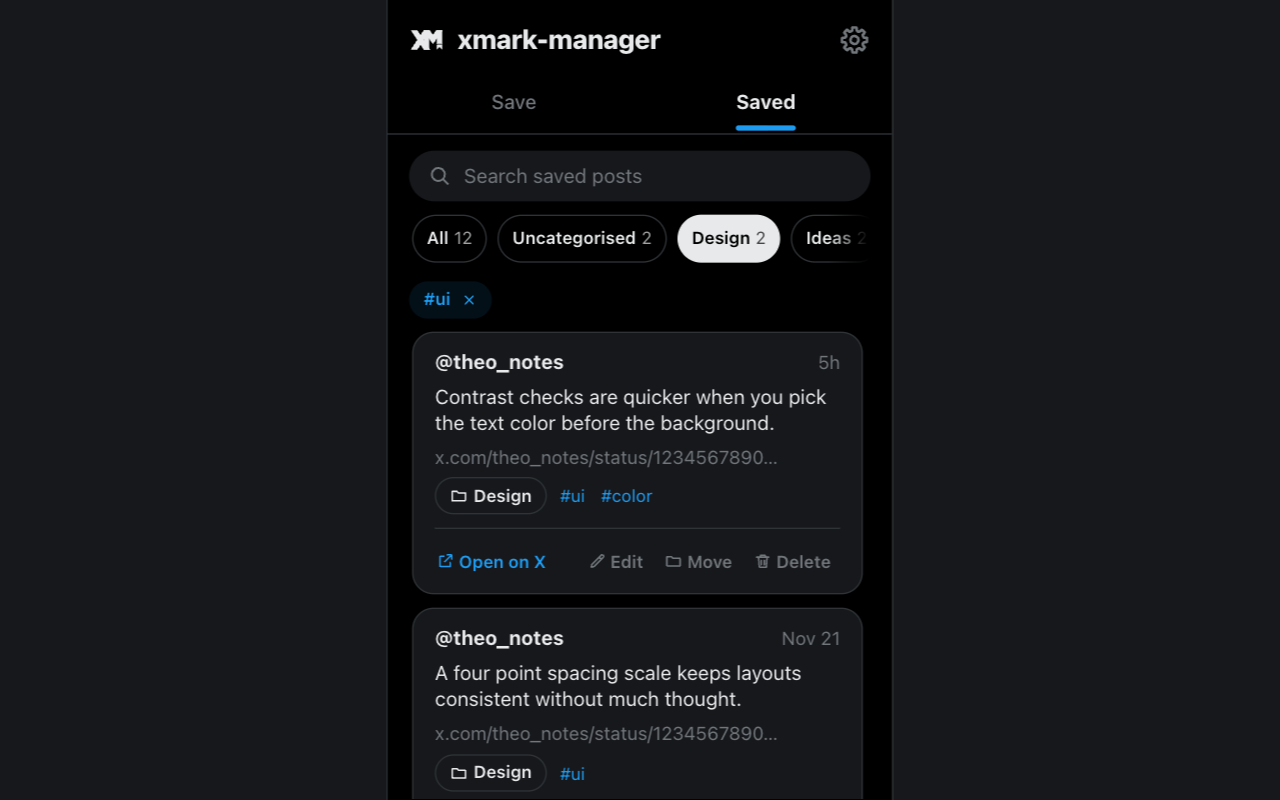 XM xmark-manager
Save Saved
Search saved posts
All 12 Uncategorised 2 Design 2 Ideas 2
#ui ×
@theo_notes 5h
Contrast checks are quicker when you pick
the text color before the background.
x.com/theo_notes/status/1234567890...
Design #ui #color
Open on X Edit Move Delete
@theo_notes Nov 21
A four point spacing scale keeps layouts
consistent without much thought.
x.com/theo_notes/status/1234567890...
Design #ui